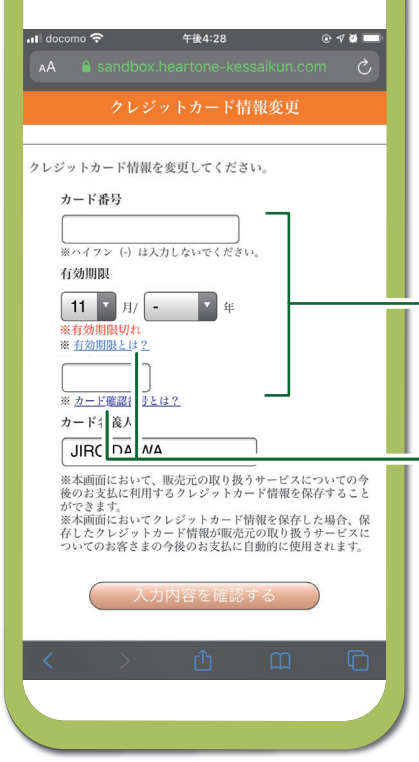 docomo 午後4:28
AA sandbox.heartone-kessaikun.com
クレジットカード情報変更
クレジットカード情報を変更してください。
カード番号
※ハイフン (-) は入力しないでください。
有効期限
11 月/ - 年
※有効期限切れ
※ 有効期限とは?
※ カード確認番号とは?
カード名義人
JIRO
※本画面において、販売元の取り扱うサービスについての今
後のお支払に利用するクレジットカード情報を保存すること
ができます。
※本画面においてクレジットカード情報を保存した場合、保
存したクレジットカード情報が販売元の取り扱うサービスに
ついてのお客さまの今後のお支払に自動的に使用されます。
入力内容を確認する